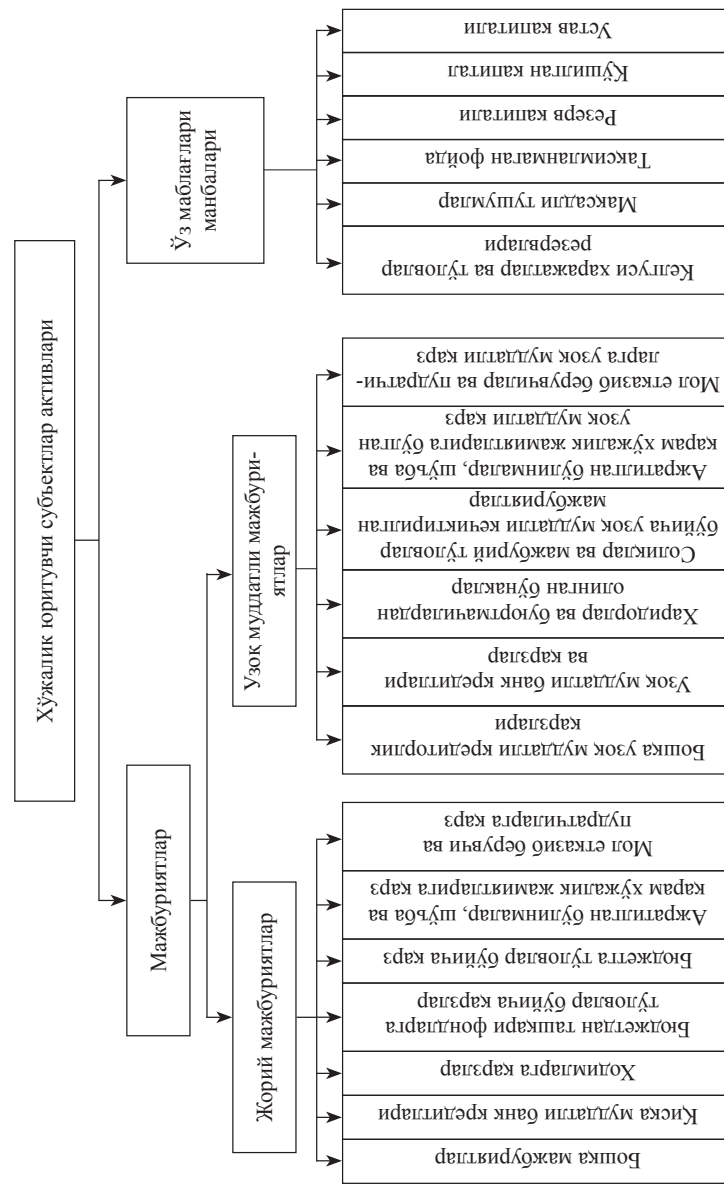 Хўжалик юритувчи субъектлар активлари
Мажбуриятлар
Ўз маблағлари
манбалари
Жорий мажбуриятлар
Узоқ муддатли мажбури-
ятлар
Бошқа мажбуриятлар
Қисқа муддатли банк кредитлари
Ходимларга қарзлар
Бюджетдан ташқари фондларга
тўловлар бўйича қарзлар
Бюджетга тўловлар бўйича қарз
Ажратилган бўлинмалар, шўъба ва
қарам хўжалик жамиятларига қарз
Мол етказиб берувчи ва
пудратчиларга қарз
Бошқа узоқ муддатли кредиторлик
қарзлари
Узоқ муддатли банк кредитлари
ва қарзлар
Харидорлар ва буюртмачилардан
олинган бўнаклар
Солиқлар ва мажбурий тўловлар
бўйича узоқ муддатли кечиктирилган
мажбуриятлар
Ажратилган бўлинмалар, шўъба ва
қарам хўжалик жамиятларига бўлган
узоқ муддатли қарз
Мол етказиб берувчилар ва пудратчи-
ларга узоқ муддатли қарз
Келгуси харажатлар ва тўловлар
резервлари
Мақсадли тушумлар
Тақсимланмаган фойда
Резерв капитали
Қўшилган капитал
Устав капитали